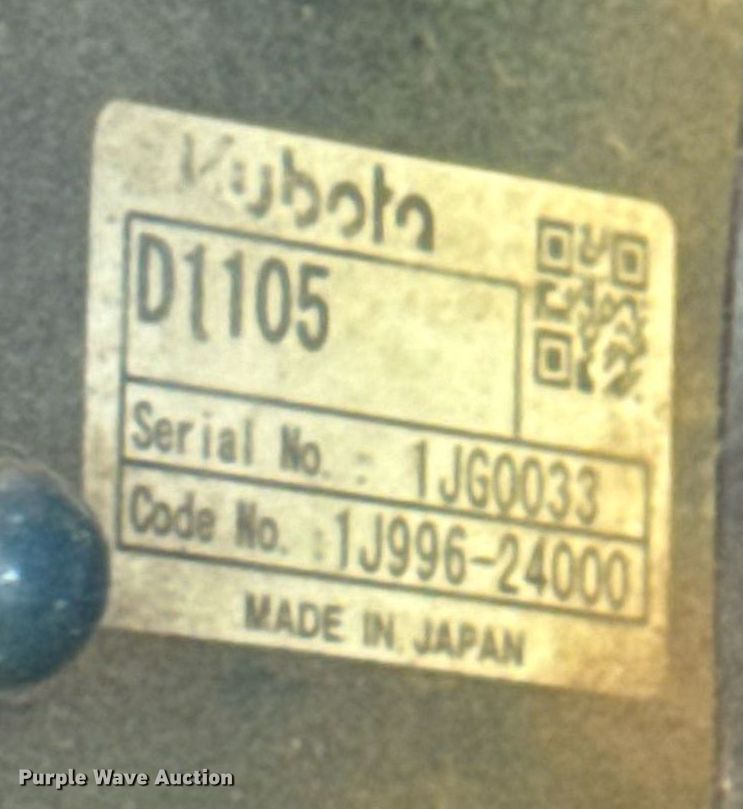 Kubota
D1105
Serial No. : 1JG0033
Code No. : 1J996-24000
MADE IN JAPAN
Purple Wave Auction